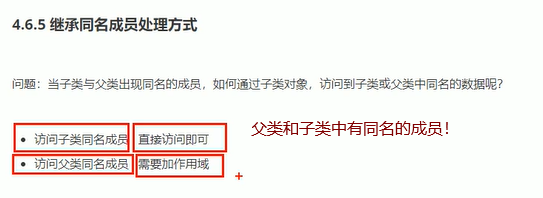 4.6.5 继承同名成员处理方式
问题：当子类与父类出现同名的成员，如何通过子类对象，访问到子类或父类中同名的数据呢？
父类和子类中有同名的成员！
• 访问子类同名成员 直接访问即可
• 访问父类同名成员 需要加作用域